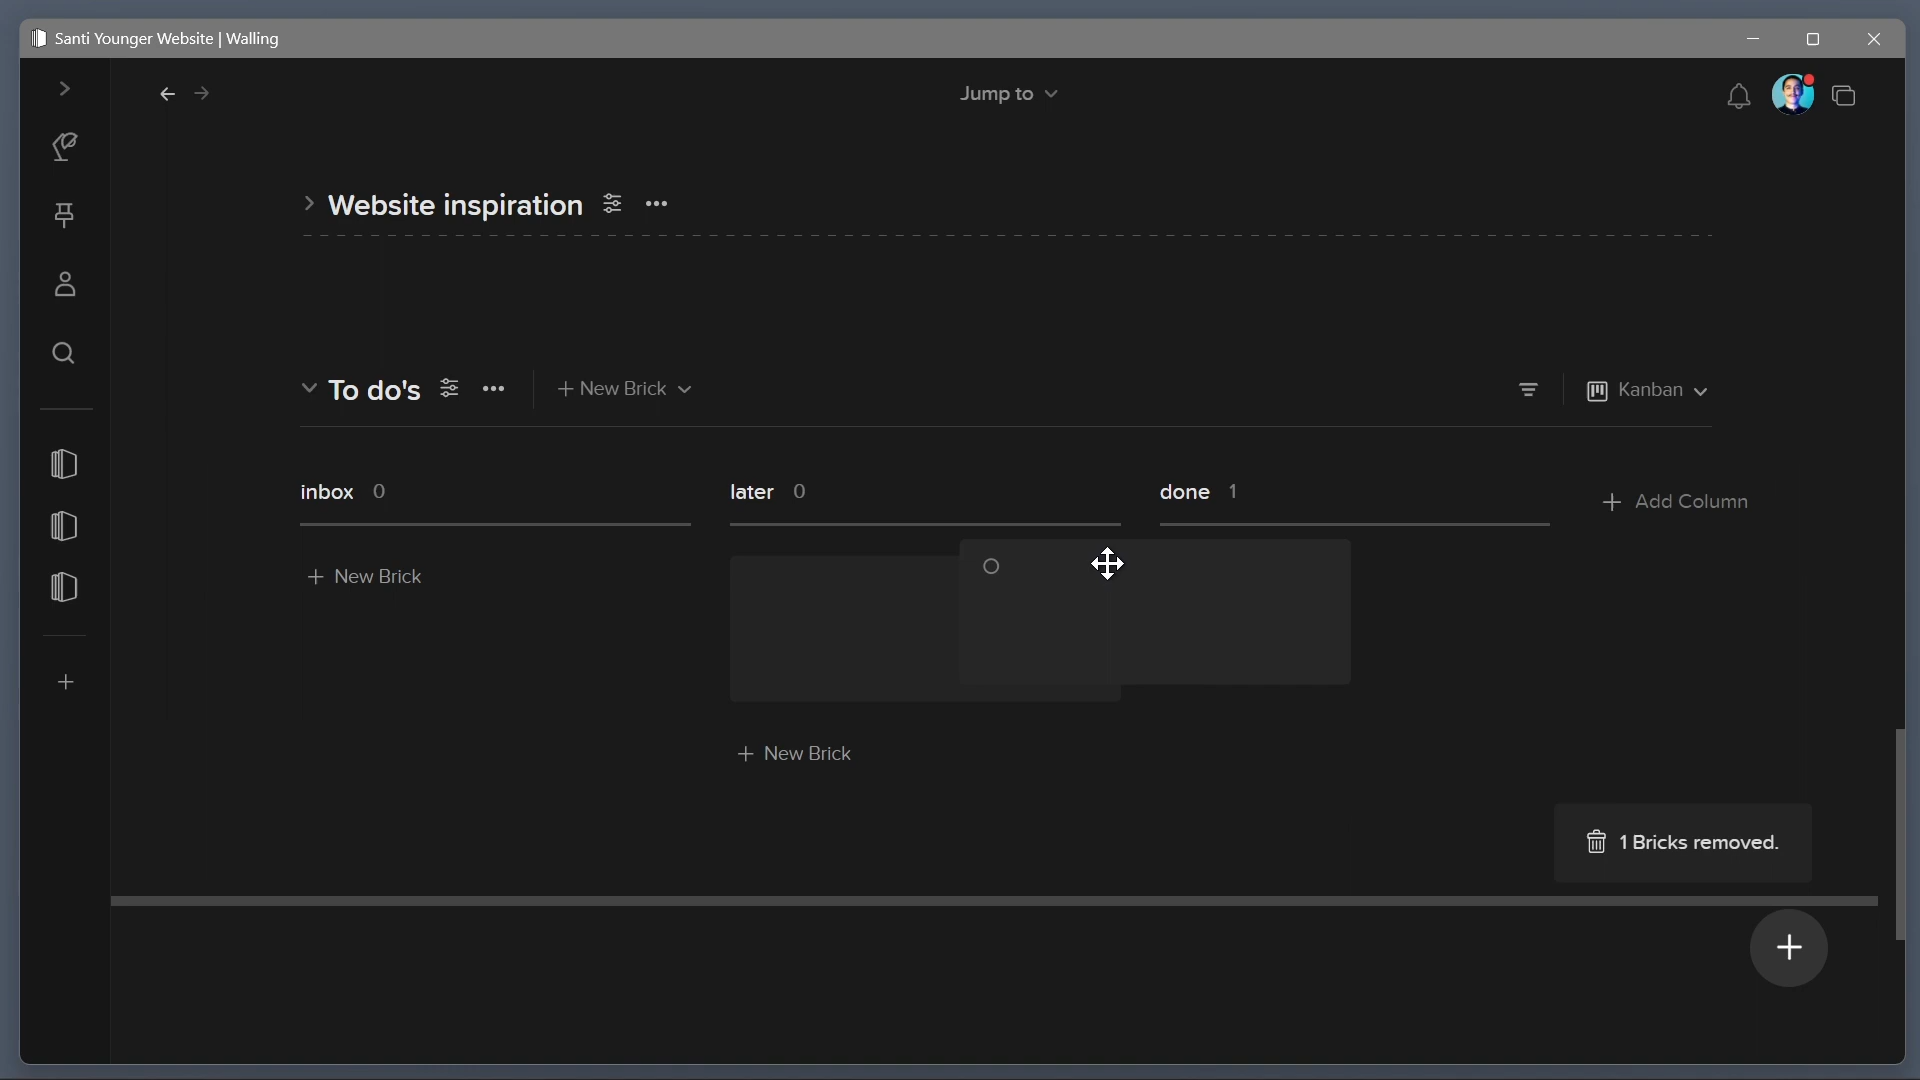 Santi Younger Website | Walling
Jump to
Website inspiration
To do's
+ New Brick
Kanban
inbox 0
later 0
done 1
+ Add Column
+ New Brick
+ New Brick
1 Bricks removed.